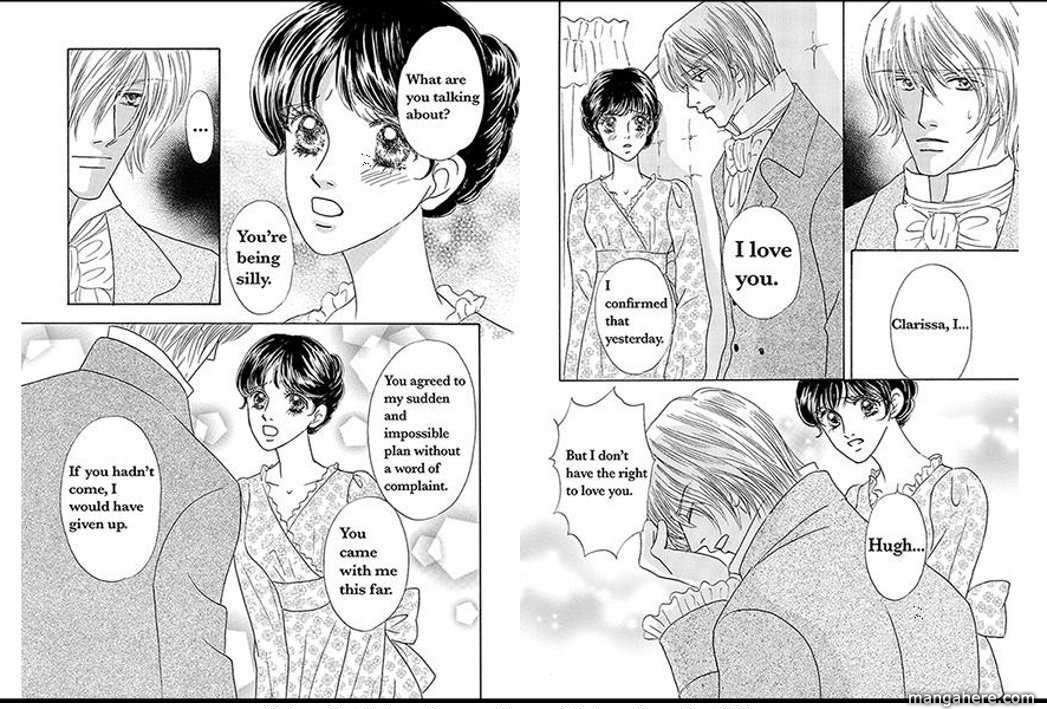 Clarissa, I...
I love
you.
I
confirmed
that
yesterday.
But I don't
have the right
to love you.
Hugh...
What are
you talking
about?
You're
being
silly.
...
You agreed to
my sudden
and
impossible
plan without
a word of
complaint.
You
came
with me
this far.
If you hadn't
come, I
would have
given up.
mangahere.com